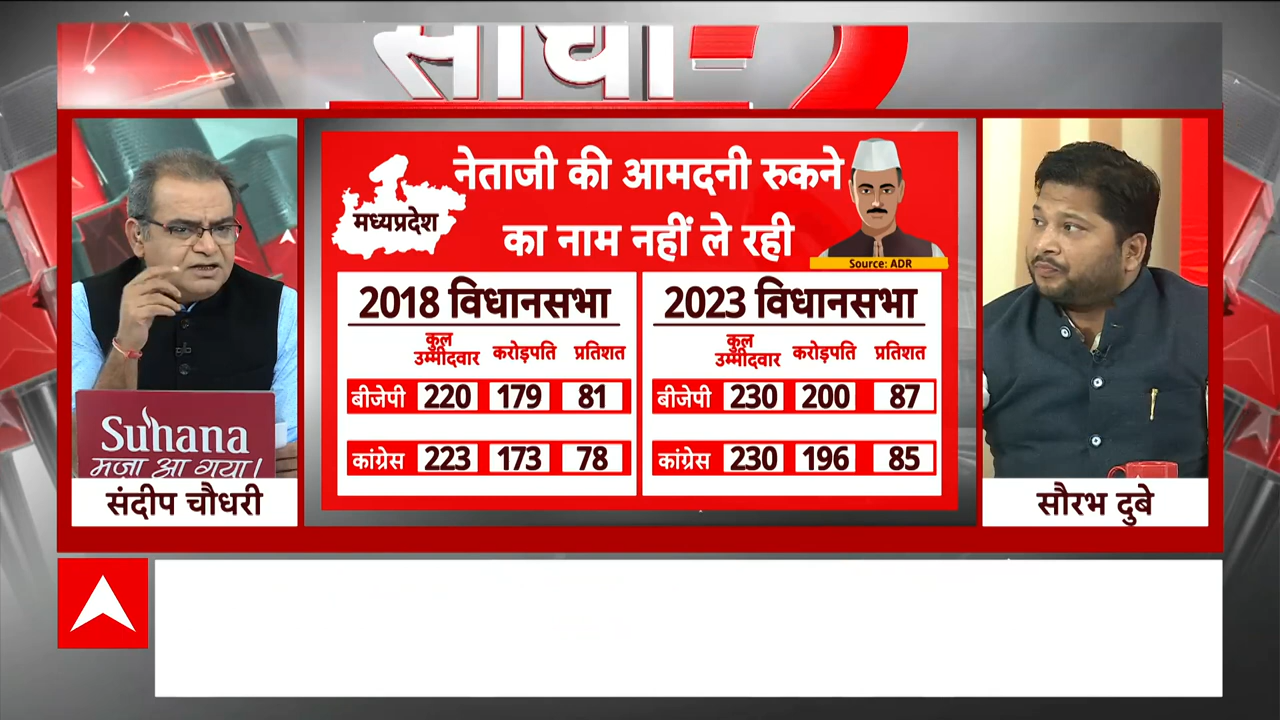 सीधा
मध्यप्रदेश
नेताजी की आमदनी रुकने
का नाम नहीं ले रही
Source: ADR
2018 विधानसभा
कुल उम्मीदवार करोड़पति प्रतिशत
बीजेपी 220 179 81
कांग्रेस 223 173 78
2023 विधानसभा
कुल उम्मीदवार करोड़पति प्रतिशत
बीजेपी 230 200 87
कांग्रेस 230 196 85
Suhana
मज़ा आ गया!
संदीप चौधरी
सौरभ दुबे